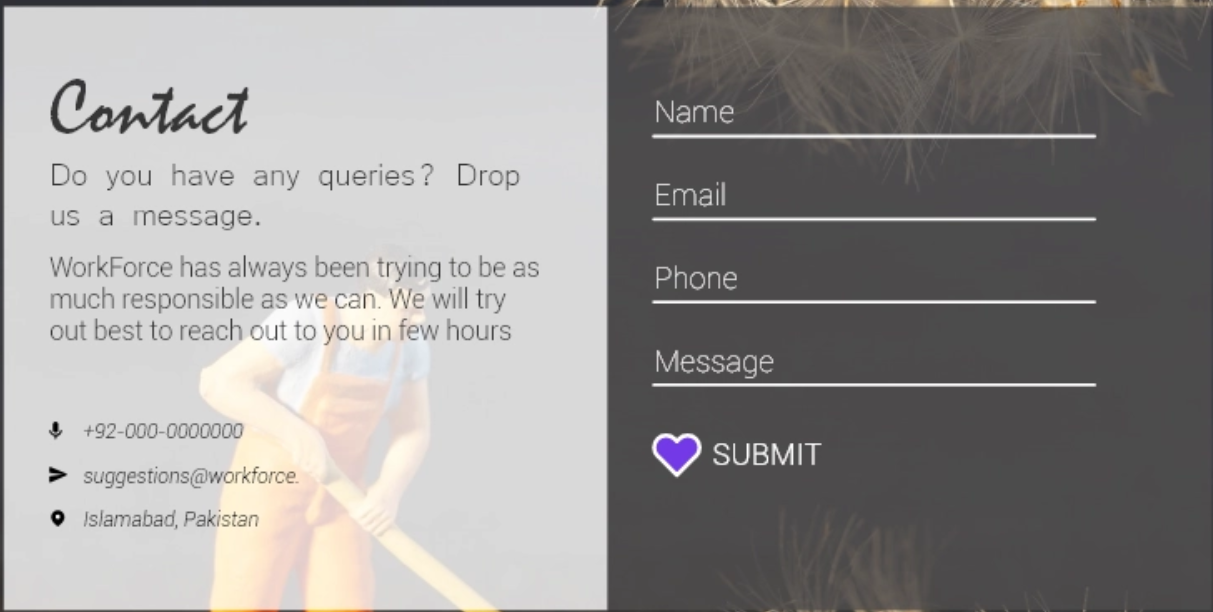 Contact
Do you have any queries? Drop
us a message.
WorkForce has always been trying to be as
much responsible as we can. We will try
out best to reach out to you in few hours
+92-000-0000000
suggestions@workforce.
Islamabad, Pakistan
Name
Email
Phone
Message
SUBMIT